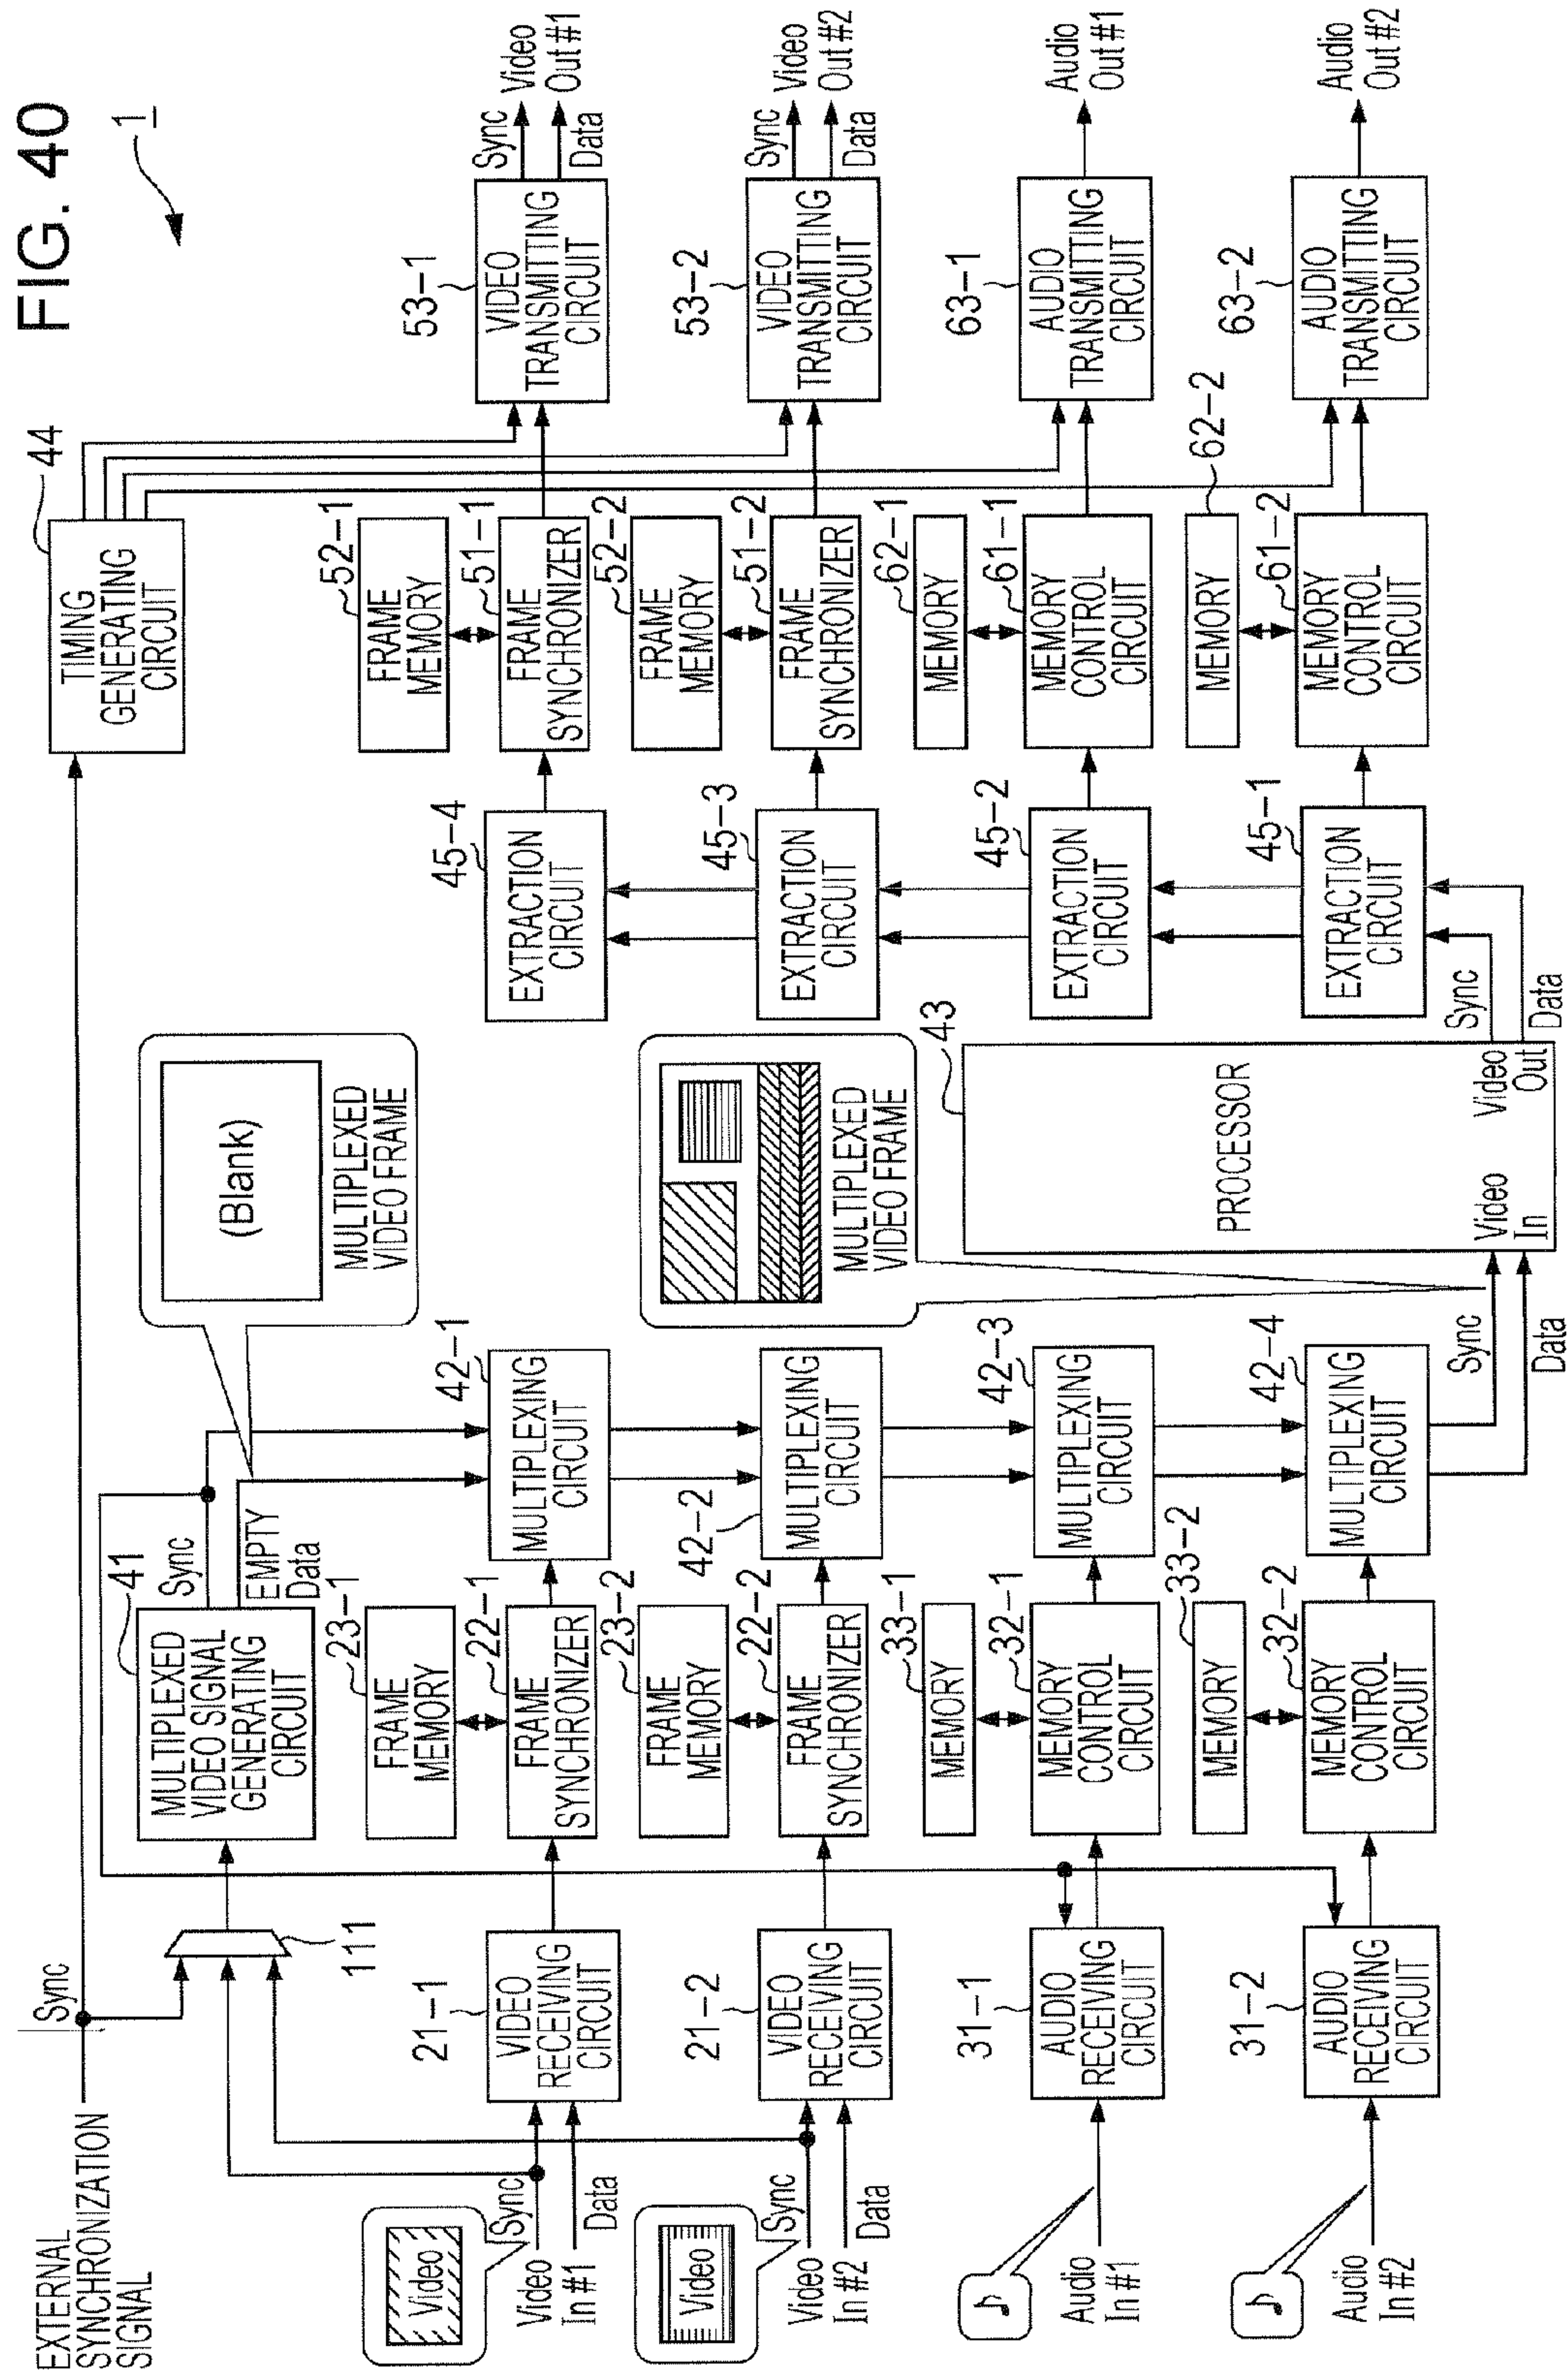 FIG. 40
1
EXTERNAL
SYNCHRONIZATION
SIGNAL
Sync
111
MULTIPLEXED
VIDEO SIGNAL
GENERATING
CIRCUIT
41
Sync
EMPTY
Data
(Blank)
MULTIPLEXED
VIDEO FRAME
TIMING
GENERATING
CIRCUIT
44
Video
Sync
Video
In #1
Data
21-1
VIDEO
RECEIVING
CIRCUIT
FRAME
MEMORY
23-1
FRAME
SYNCHRONIZER
22-1
MULTIPLEXING
CIRCUIT
42-1
EXTRACTION
CIRCUIT
45-4
FRAME
MEMORY
52-1
FRAME
SYNCHRONIZER
51-1
53-1
VIDEO
TRANSMITTING
CIRCUIT
Sync
Video
Out #1
Data
Video
Sync
Video
In #2
Data
21-2
VIDEO
RECEIVING
CIRCUIT
FRAME
MEMORY
23-2
FRAME
SYNCHRONIZER
22-2
42-2
MULTIPLEXING
CIRCUIT
MULTIPLEXED
VIDEO FRAME
EXTRACTION
CIRCUIT
45-3
FRAME
MEMORY
52-2
FRAME
SYNCHRONIZER
51-2
53-2
VIDEO
TRANSMITTING
CIRCUIT
Sync
Video
Out #2
Data
♪
Audio
In #1
31-1
AUDIO
RECEIVING
CIRCUIT
MEMORY
33-1
MEMORY
CONTROL
CIRCUIT
32-1
MULTIPLEXING
CIRCUIT
42-3
PROCESSOR
43
Video
In
Video
Out
EXTRACTION
CIRCUIT
45-2
MEMORY
62-1
MEMORY
CONTROL
CIRCUIT
61-1
63-1
AUDIO
TRANSMITTING
CIRCUIT
Audio
Out #1
♪
Audio
In #2
31-2
AUDIO
RECEIVING
CIRCUIT
MEMORY
33-2
MEMORY
CONTROL
CIRCUIT
32-2
MULTIPLEXING
CIRCUIT
42-4
Sync
Data
Sync
Data
EXTRACTION
CIRCUIT
45-1
MEMORY
62-2
MEMORY
CONTROL
CIRCUIT
61-2
63-2
AUDIO
TRANSMITTING
CIRCUIT
Audio
Out #2